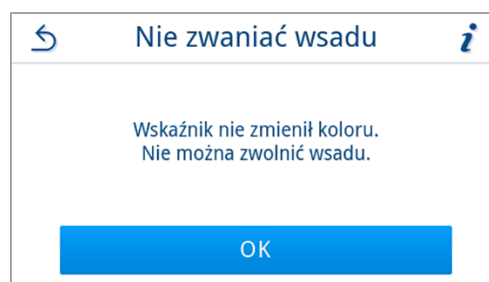 Nie zwaniać wsadu
Wskaźnik nie zmienił koloru.
Nie można zwolnić wsadu.
OK